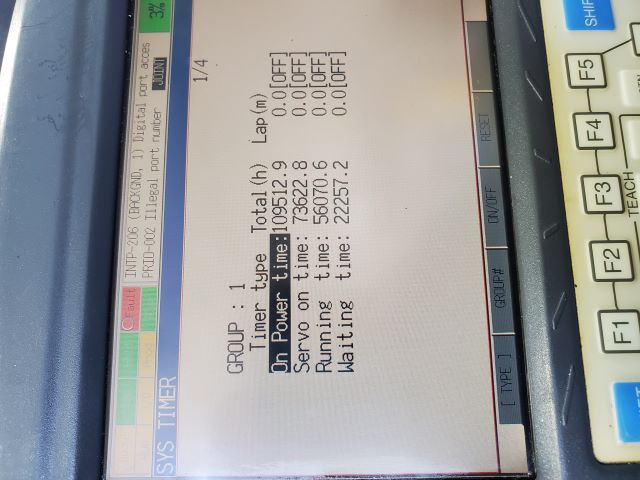 Fault
INTP-206 (BACKGND, 1) Digital port acces
PRIO-002 Illegal port number
JOINT
3%
SYS TIMER
1/4
GROUP : 1
Timer type Total(h) Lap(m)
On Power time: 109512.9 0.0[OFF]
Servo on time: 73622.8 0.0[OFF]
Running time: 56070.6 0.0[OFF]
Waiting time: 22257.2 0.0[OFF]
[ TYPE ] GROUP# ON/OFF RESET
F1 F2 F3 F4 F5
TEACH